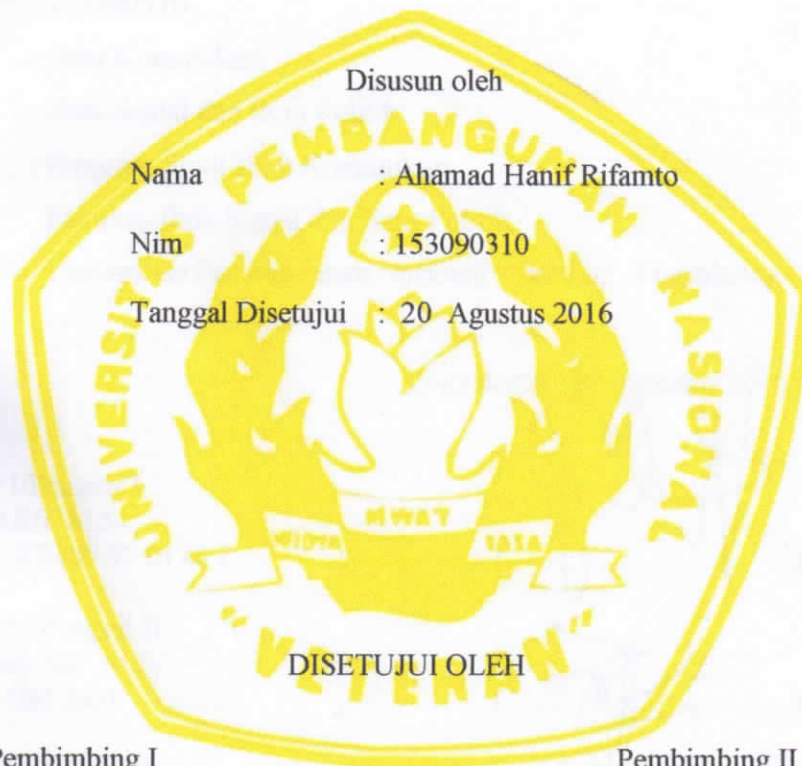 Disusun oleh
UNIVERSITAS PEMBANGUNAN NASIONAL
Nama : Ahamad Hanif Rifamto
Nim : 153090310
Tanggal Disetujui : 20 Agustus 2016
WIDYA MWAT YASA
"VETERAN"
DISETUJUI OLEH
Pembimbing I Pembimbing II